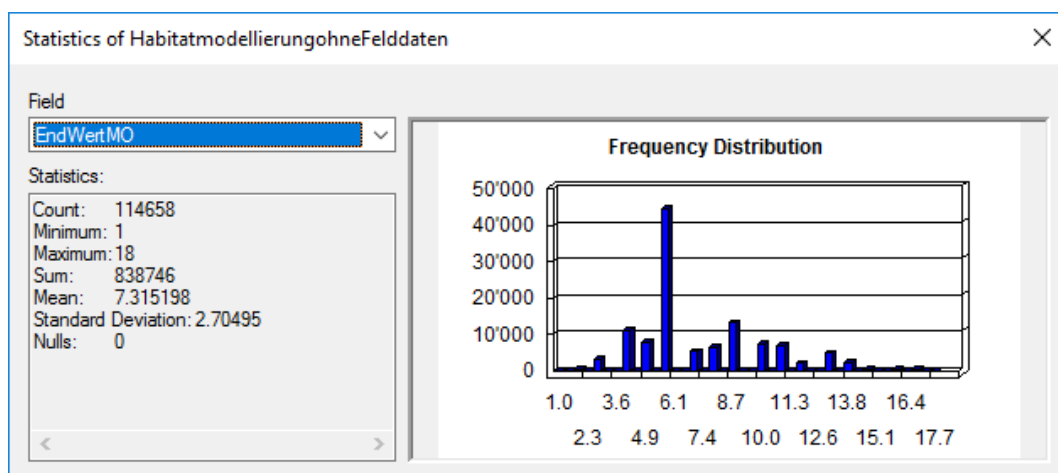 Statistics of HabitatmodellierungohneFelddaten
Field
EndWertMO
Statistics:
Count: 114658
Minimum: 1
Maximum: 18
Sum: 838746
Mean: 7.315198
Standard Deviation: 2.70495
Nulls: 0
Frequency Distribution
50'000
40'000
30'000
20'000
10'000
0
1.0 3.6 6.1 8.7 11.3 13.8 16.4
2.3 4.9 7.4 10.0 12.6 15.1 17.7